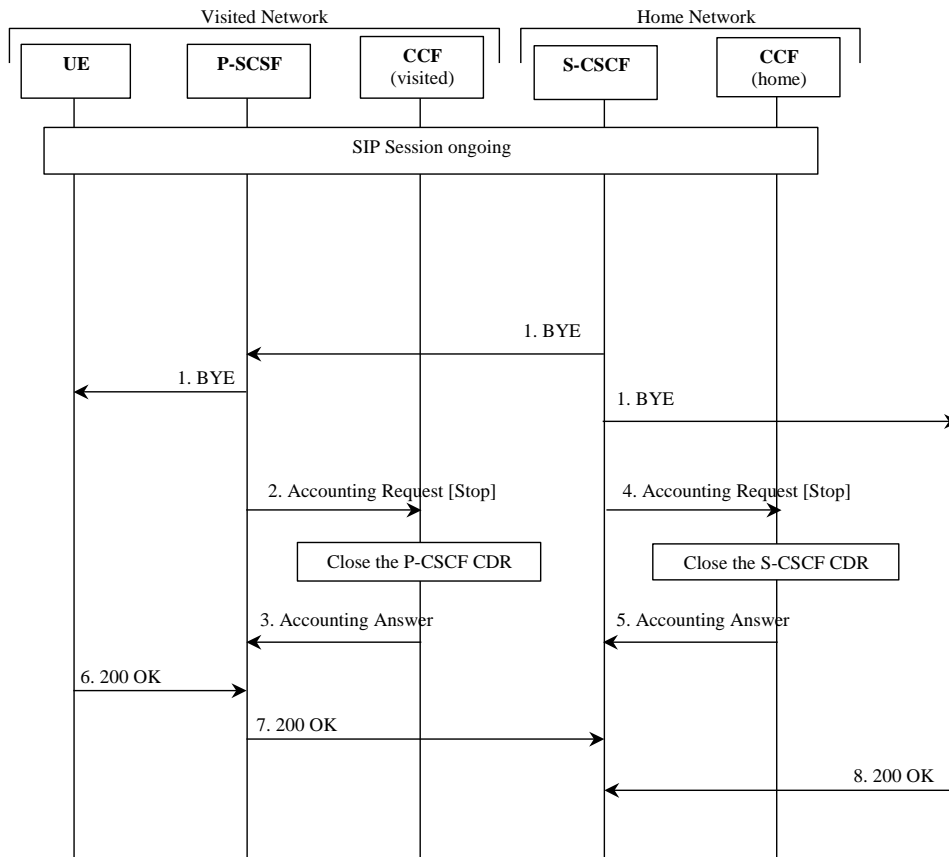 Visited Network
Home Network
UE
P-SCSF
CCF
(visited)
S-CSCF
CCF
(home)
SIP Session ongoing
1. BYE
1. BYE
1. BYE
2. Accounting Request [Stop]
4. Accounting Request [Stop]
Close the P-CSCF CDR
Close the S-CSCF CDR
3. Accounting Answer
5. Accounting Answer
6. 200 OK
7. 200 OK
8. 200 OK